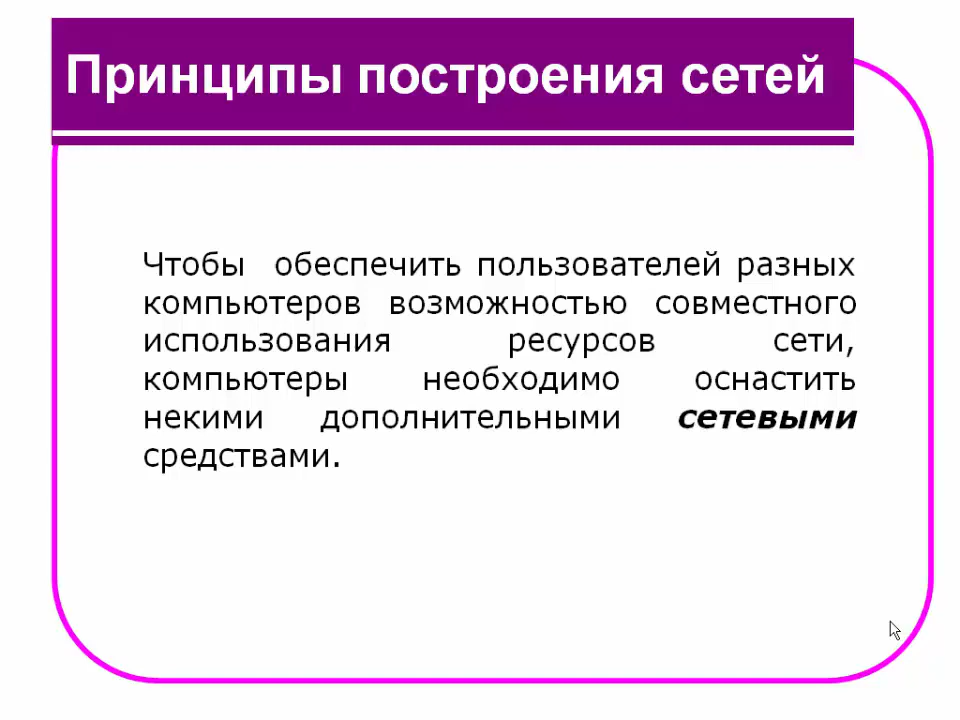 Принципы построения сетей
Чтобы обеспечить пользователей разных
компьютеров возможностью совместного
использования ресурсов сети,
компьютеры необходимо оснастить
некими дополнительными сетевыми
средствами.